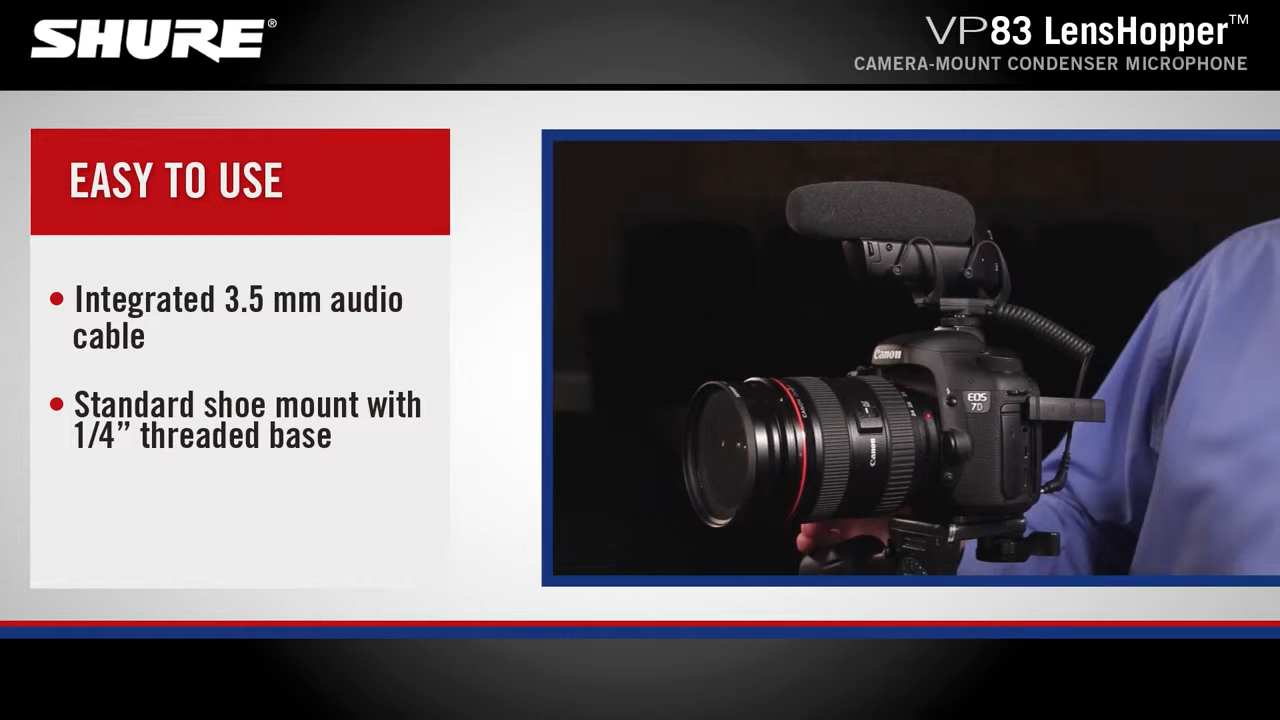 SHURE®
VP83 LensHopper™
CAMERA-MOUNT CONDENSER MICROPHONE
EASY TO USE
• Integrated 3.5 mm audio
cable
• Standard shoe mount with
1/4” threaded base
Canon
EOS
7D
Canon